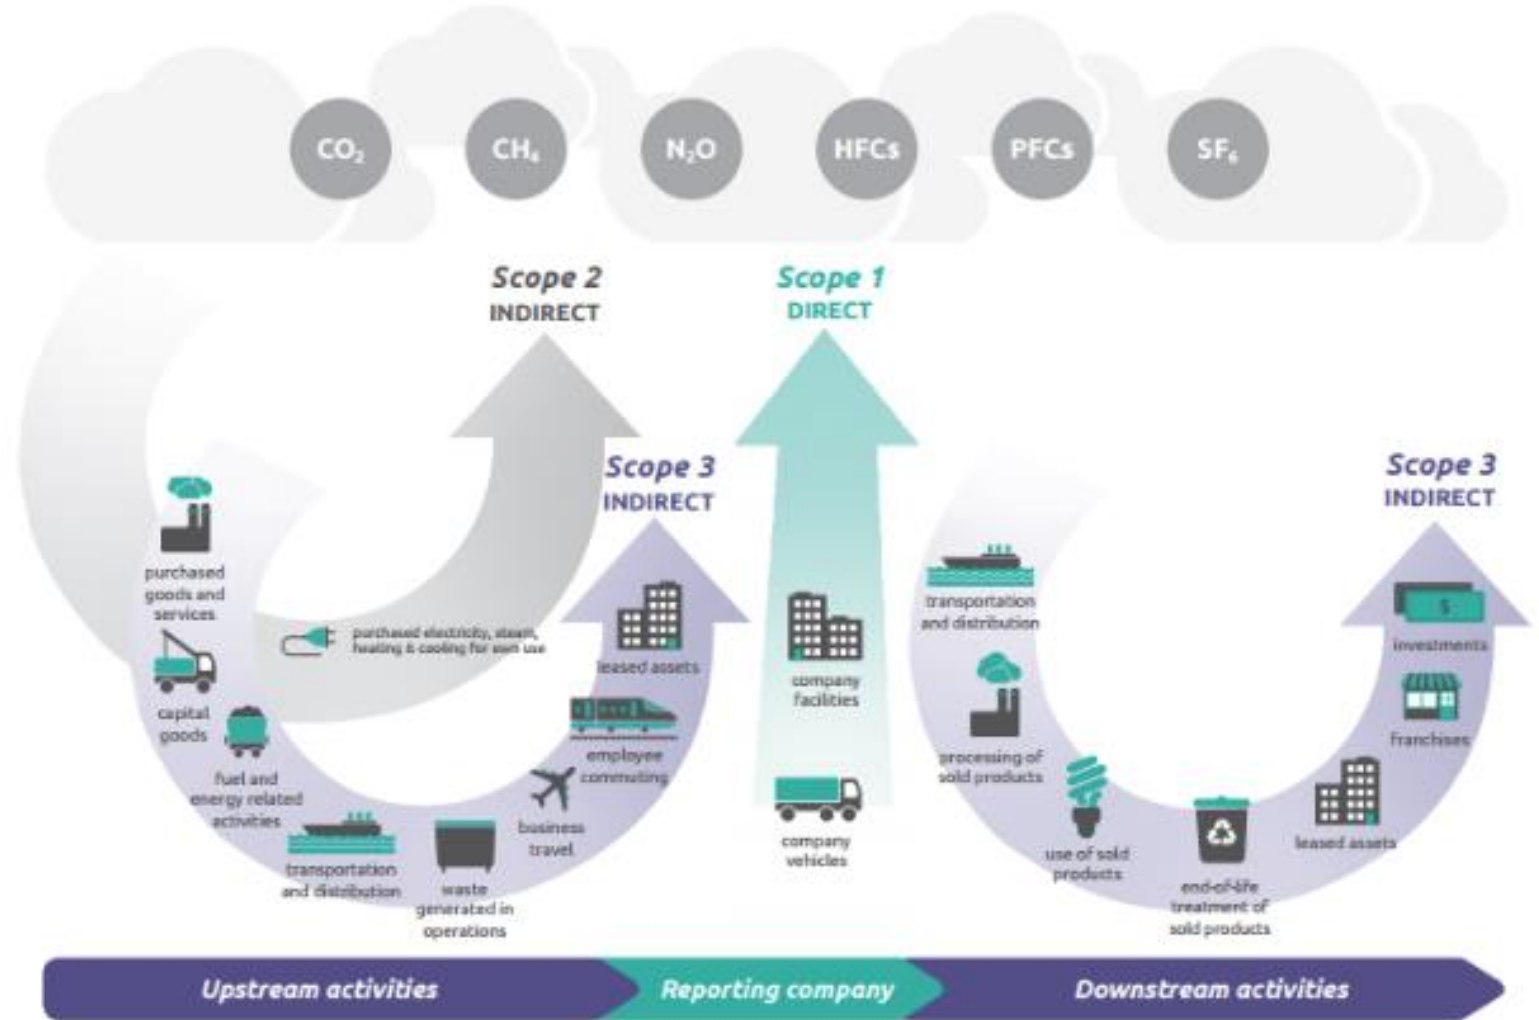 CO₂
CH₄
N₂O
HFCs
PFCs
SF₆
Scope 2
INDIRECT
Scope 1
DIRECT
Scope 3
INDIRECT
Scope 3
INDIRECT
purchased
goods and
services
capital
goods
fuel and
energy related
activities
transportation
and distribution
waste
generated in
operations
business
travel
employee
commuting
leased assets
purchased electricity, steam,
heating & cooling for own use
company
facilities
company
vehicles
transportation
and distribution
processing of
sold products
use of sold
products
end-of-life
treatment of
sold products
leased assets
franchises
$
investments
Upstream activities
Reporting company
Downstream activities